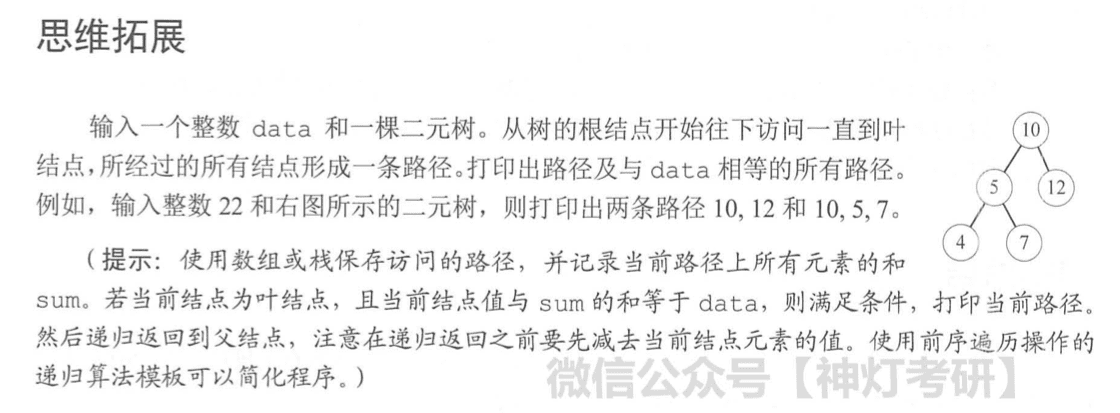 思维拓展
输入一个整数 data 和一棵二元树。从树的根结点开始往下访问一直到叶
结点，所经过的所有结点形成一条路径。打印出路径及与 data 相等的所有路径。
例如，输入整数 22 和右图所示的二元树，则打印出两条路径 10, 12 和 10, 5, 7。
10
5
12
4
7
（提示：使用数组或栈保存访问的路径，并记录当前路径上所有元素的和
sum。若当前结点为叶结点，且当前结点值与 sum 的和等于 data，则满足条件，打印当前路径。
然后递归返回到父结点，注意在递归返回之前要先减去当前结点元素的值。使用前序遍历操作的
递归算法模板可以简化程序。）
微信公众号【神灯考研】